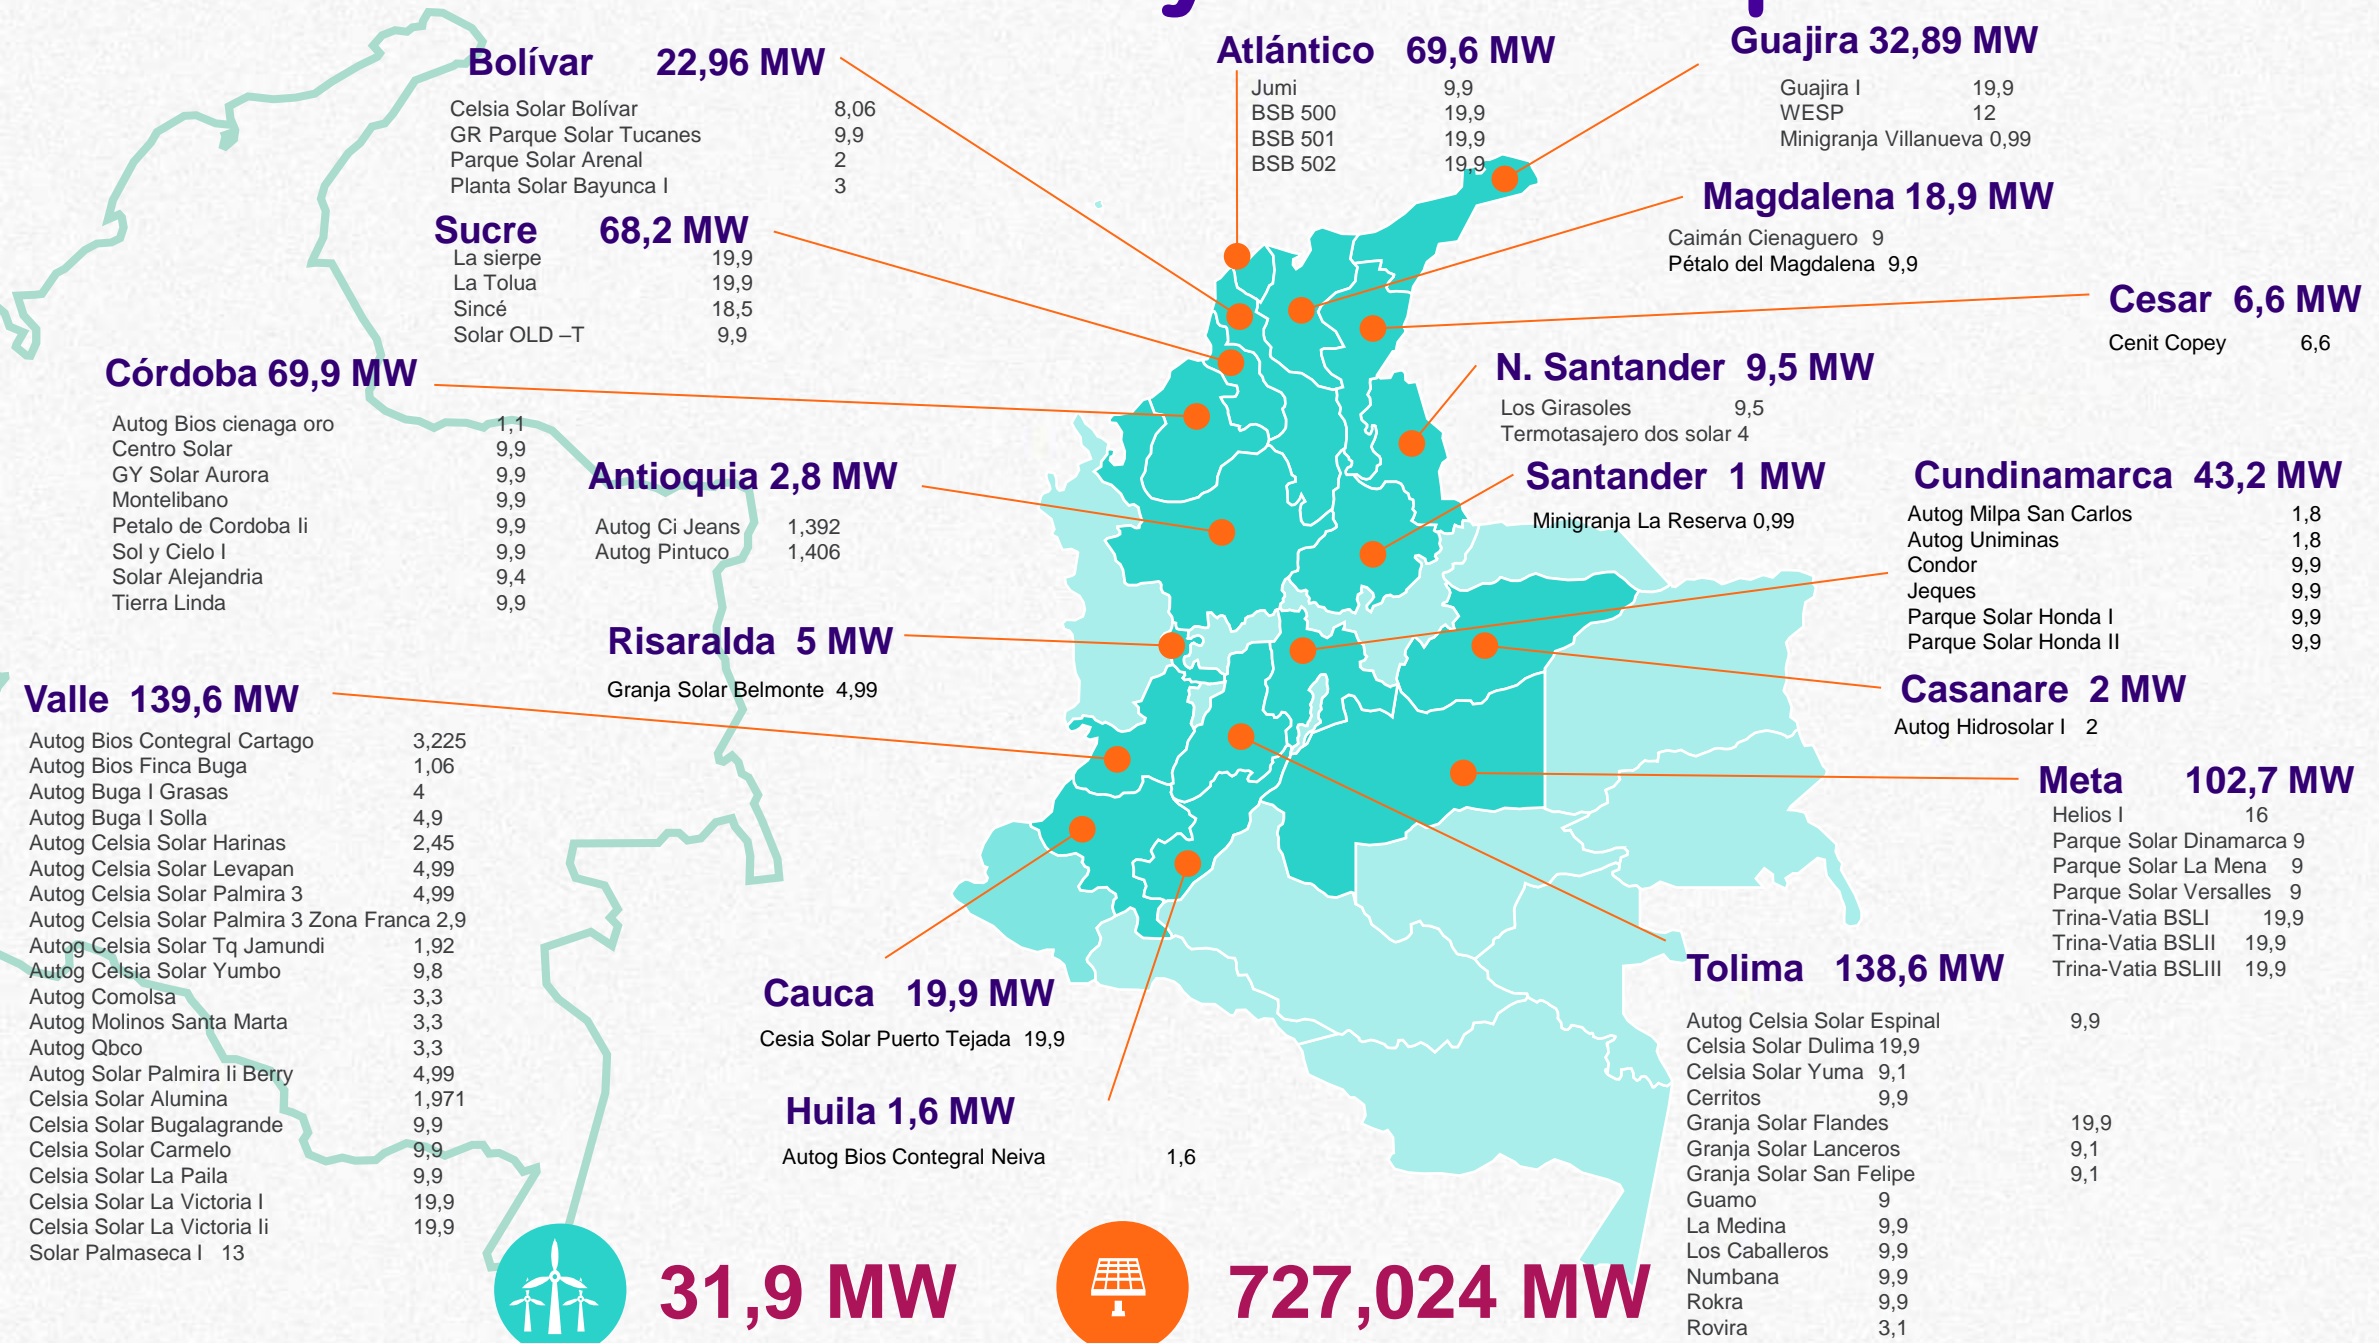 Bolívar 22,96 MW
Celsia Solar Bolívar 8,06
GR Parque Solar Tucanes 9,9
Parque Solar Arenal 2
Planta Solar Bayunca I 3
Sucre 68,2 MW
La sierpe 19,9
La Tolua 19,9
Sincé 18,5
Solar OLD –T 9,9
Córdoba 69,9 MW
Autog Bios cienaga oro 1,1
Centro Solar 9,9
GY Solar Aurora 9,9
Montelibano 9,9
Petalo de Cordoba Ii 9,9
Sol y Cielo I 9,9
Solar Alejandria 9,4
Tierra Linda 9,9
Antioquia 2,8 MW
Autog Ci Jeans 1,392
Autog Pintuco 1,406
Risaralda 5 MW
Granja Solar Belmonte 4,99
Valle 139,6 MW
Autog Bios Contegral Cartago 3,225
Autog Bios Finca Buga 1,06
Autog Buga I Grasas 4
Autog Buga I Solla 4,9
Autog Celsia Solar Harinas 2,45
Autog Celsia Solar Levapan 4,99
Autog Celsia Solar Palmira 3 4,99
Autog Celsia Solar Palmira 3 Zona Franca 2,9
Autog Celsia Solar Tq Jamundi 1,92
Autog Celsia Solar Yumbo 9,8
Autog Comolsa 3,3
Autog Molinos Santa Marta 3,3
Autog Qbco 3,3
Autog Solar Palmira Ii Berry 4,99
Celsia Solar Alumina 1,971
Celsia Solar Bugalagrande 9,9
Celsia Solar Carmelo 9,9
Celsia Solar La Paila 9,9
Celsia Solar La Victoria I 19,9
Celsia Solar La Victoria Ii 19,9
Solar Palmaseca I 13
Atlántico 69,6 MW
Jumi 9,9
BSB 500 19,9
BSB 501 19,9
BSB 502 19,9
Guajira 32,89 MW
Guajira I 19,9
WESP 12
Minigranja Villanueva 0,99
Magdalena 18,9 MW
Caimán Cienaguero 9
Pétalo del Magdalena 9,9
Cesar 6,6 MW
Cenit Copey 6,6
N. Santander 9,5 MW
Los Girasoles 9,5
Termotasajero dos solar 4
Santander 1 MW
Minigranja La Reserva 0,99
Cundinamarca 43,2 MW
Autog Milpa San Carlos 1,8
Autog Uniminas 1,8
Condor 9,9
Jeques 9,9
Parque Solar Honda I 9,9
Parque Solar Honda II 9,9
Casanare 2 MW
Autog Hidrosolar I 2
Meta 102,7 MW
Helios I 16
Parque Solar Dinamarca 9
Parque Solar La Mena 9
Parque Solar Versalles 9
Trina-Vatia BSLI 19,9
Trina-Vatia BSLII 19,9
Trina-Vatia BSLIII 19,9
Tolima 138,6 MW
Autog Celsia Solar Espinal 9,9
Celsia Solar Dulima 19,9
Celsia Solar Yuma 9,1
Cerritos 9,9
Granja Solar Flandes 19,9
Granja Solar Lanceros 9,1
Granja Solar San Felipe 9,1
Guamo 9
La Medina 9,9
Los Caballeros 9,9
Numbana 9,9
Rokra 9,9
Rovira 3,1
Cauca 19,9 MW
Cesia Solar Puerto Tejada 19,9
Huila 1,6 MW
Autog Bios Contegral Neiva 1,6
31,9 MW
727,024 MW